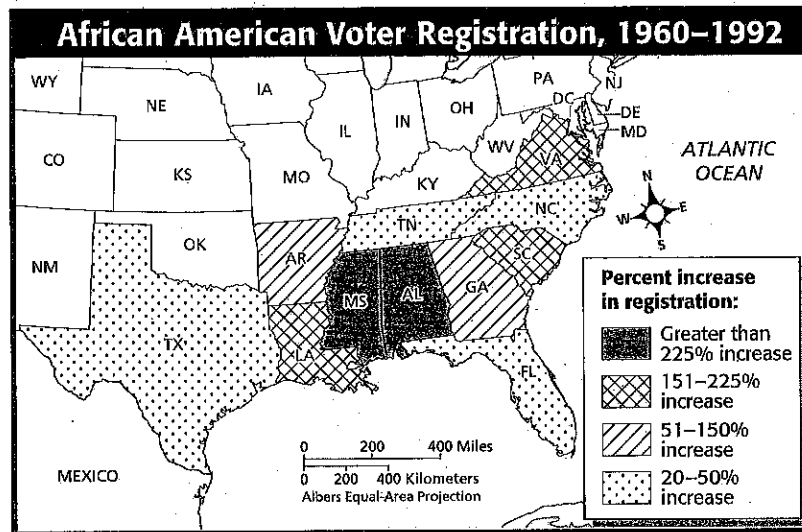 African American Voter Registration, 1960–1992
WY
NE
IA
IL
IN
OH
PA
NJ
DC
DE
MD
WV
VA
CO
KS
MO
KY
ATLANTIC
OCEAN
N
W
E
S
TN
NC
OK
AR
SC
NM
MS
AL
GA
TX
LA
FL
MEXICO
0 200 400 Miles
0 200 400 Kilometers
Albers Equal-Area Projection
Percent increase
in registration:
Greater than
225% increase
151–225%
increase
51–150%
increase
20–50%
increase